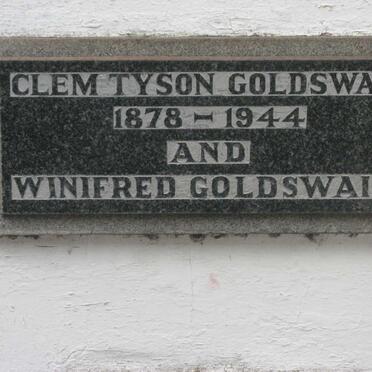 CLEM TYSON GOLDSWA
1878 - 1944
AND
WINIFRED GOLDSWAI